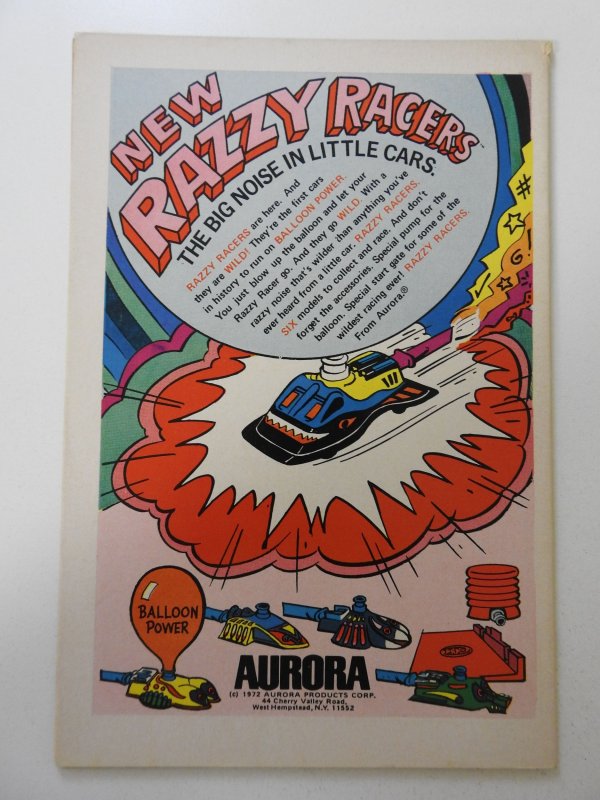 NEW
RAZZY RACERS™
THE BIG NOISE IN LITTLE CARS.
RAZZY RACERS are here. And
they are WILD! They're the first cars
in history to run on BALLOON POWER.
You just blow up the balloon and let your
Razzy Racer go. And they go WILD. With a
razzy noise that's wilder than anything you've
ever heard from a little car. RAZZY RACERS.
SIX models to collect and race. And don't
forget the accessories. Special pump for the
balloon. Special start gate for some of the
wildest racing ever! RAZZY RACERS.
From Aurora.®
#
G!
BALLOON
POWER
AURORA
(c) 1972 AURORA PRODUCTS CORP.
44 Cherry Valley Road,
West Hempstead, N.Y. 11552